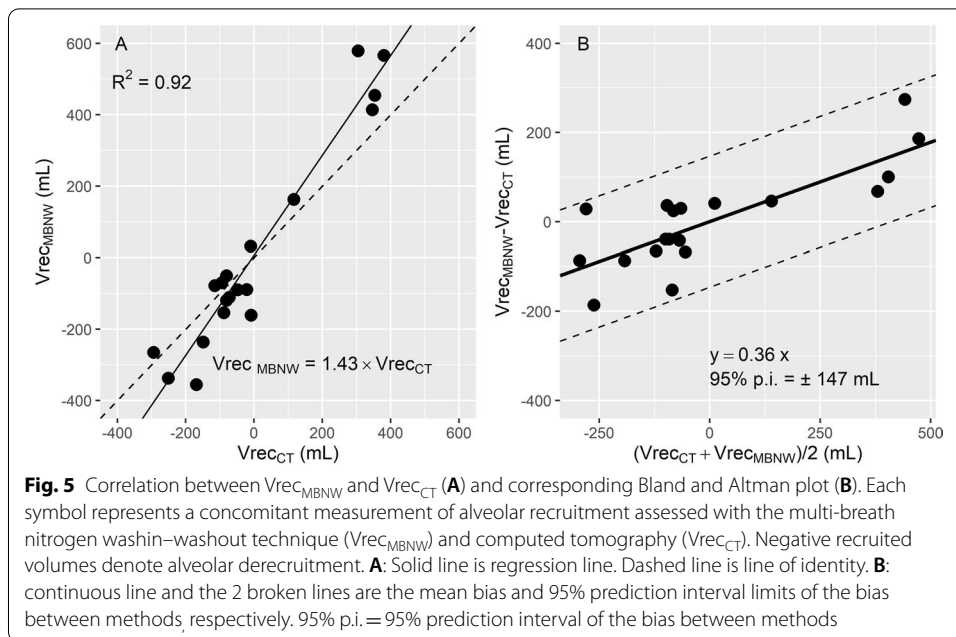 A
R² = 0.92
600
400
200
0
-200
-400
Vrec_MBNW (mL)
Vrec _MBNW = 1.43 × Vrec_CT
-400 -200 0 200 400 600
Vrec_CT (mL)
B
400
200
0
-200
-400
Vrec_MBNW-Vrec_CT (mL)
y = 0.36 x
95% p.i. = ± 147 mL
-250 0 250 500
(Vrec_CT + Vrec_MBNW)/2 (mL)
Fig. 5 Correlation between Vrec_MBNW and Vrec_CT (A) and corresponding Bland and Altman plot (B). Each
symbol represents a concomitant measurement of alveolar recruitment assessed with the multi-breath
nitrogen washin–washout technique (Vrec_MBNW) and computed tomography (Vrec_CT). Negative recruited
volumes denote alveolar derecruitment. A: Solid line is regression line. Dashed line is line of identity. B:
continuous line and the 2 broken lines are the mean bias and 95% prediction interval limits of the bias
between methods, respectively. 95% p.i. = 95% prediction interval of the bias between methods